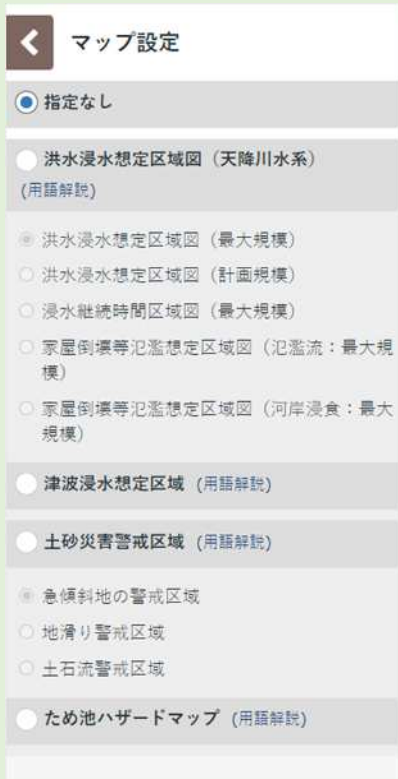 マップ設定
指定なし
洪水浸水想定区域図（天降川水系）
(用語解説)
洪水浸水想定区域図（最大規模）
洪水浸水想定区域図（計画規模）
浸水継続時間区域図（最大規模）
家屋倒壊等氾濫想定区域図（氾濫流：最大規
模）
家屋倒壊等氾濫想定区域図（河岸浸食：最大
規模）
津波浸水想定区域 (用語解説)
土砂災害警戒区域 (用語解説)
急傾斜地の警戒区域
地滑り警戒区域
土石流警戒区域
ため池ハザードマップ (用語解説)